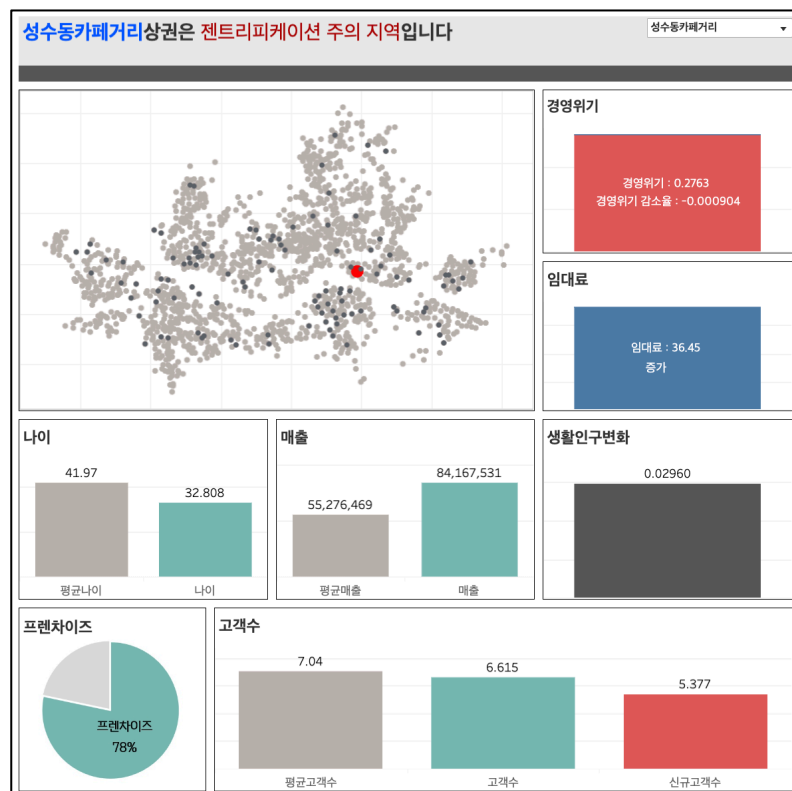 성수동카페거리상권은 젠트리피케이션 주의 지역입니다
성수동카페거리
경영위기
경영위기 : 0.2763
경영위기 감소율 : -0.000904
임대료
임대료 : 36.45
증가
나이
41.97
32.808
평균나이
나이
매출
55,276,469
84,167,531
평균매출
매출
생활인구변화
0.02960
프렌차이즈
프렌차이즈
78%
고객수
7.04
6.615
5.377
평균고객수
고객수
신규고객수